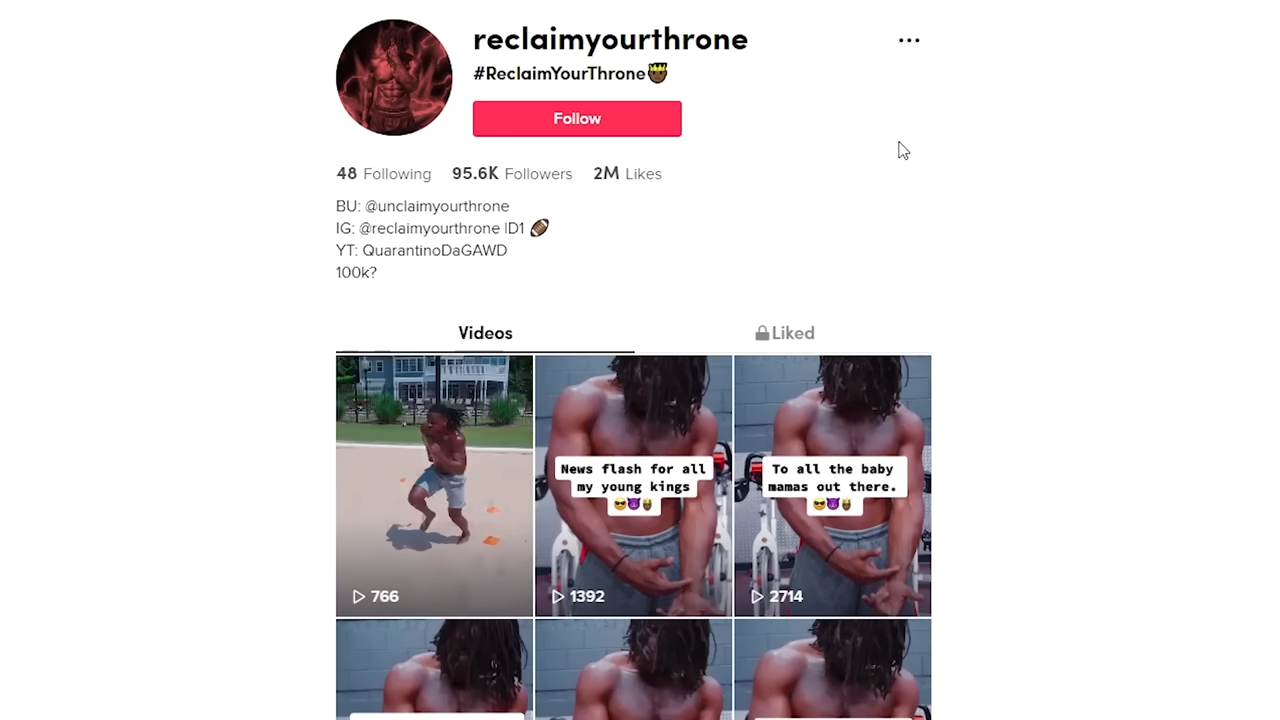 reclaimyourthrone
#ReclaimYourThrone
Follow
48 Following 95.6K Followers 2M Likes
BU: @unclaimyourthrone
IG: @reclaimyourthrone |D1
YT: QuarantinoDaGAWD
100k?
Videos
Liked
News flash for all
my young kings
To all the baby
mamas out there.
766
1392
2714